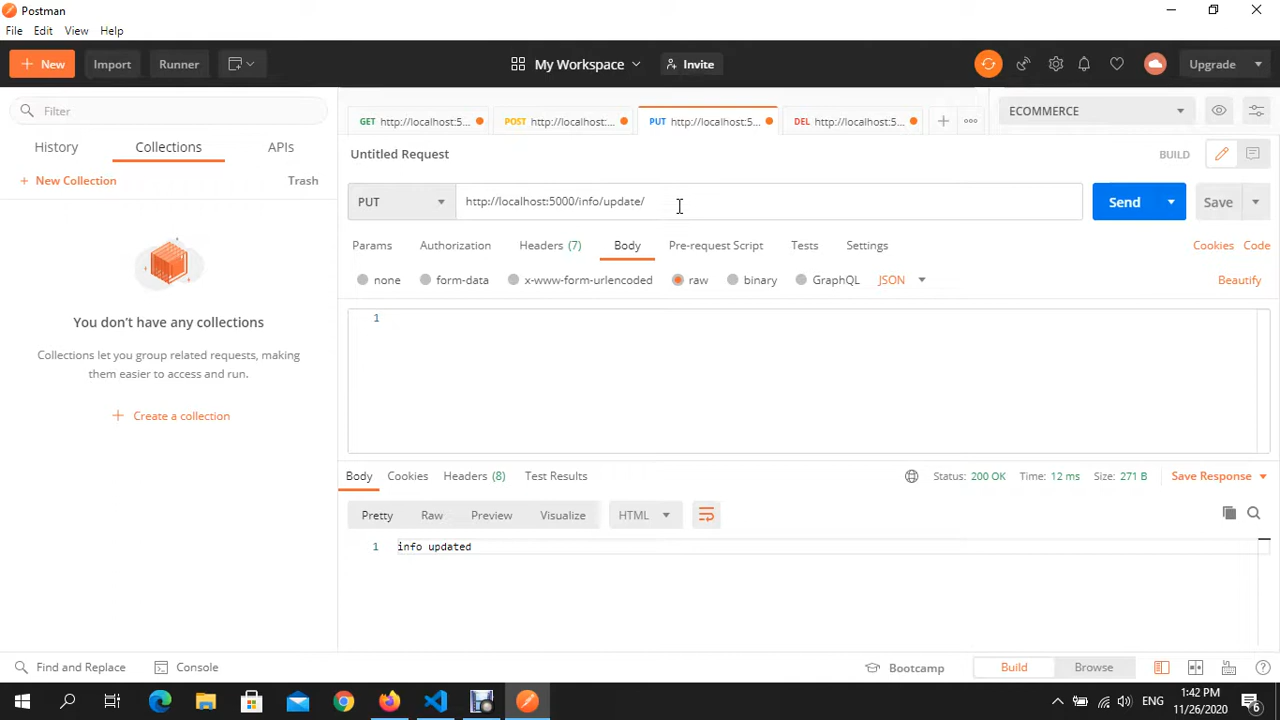 Postman
File Edit View Help
New Import Runner My Workspace Invite Upgrade
Filter
History Collections APIs
+ New Collection Trash
You don't have any collections
Collections let you group related requests, making
them easier to access and run.
+ Create a collection
GET http://localhost:5... POST http://localhost:... PUT http://localhost:5... DEL http://localhost:5... + ...
ECOMMERCE
Untitled Request BUILD
PUT http://localhost:5000/info/update/ Send Save
Params Authorization Headers (7) Body Pre-request Script Tests Settings Cookies Code
none form-data x-www-form-urlencoded raw binary GraphQL JSON Beautify
1
Body Cookies Headers (8) Test Results Status: 200 OK Time: 12 ms Size: 271 B Save Response
Pretty Raw Preview Visualize HTML
1 info updated
Find and Replace Console Bootcamp Build Browse
ENG 1:42 PM
11/26/2020 6